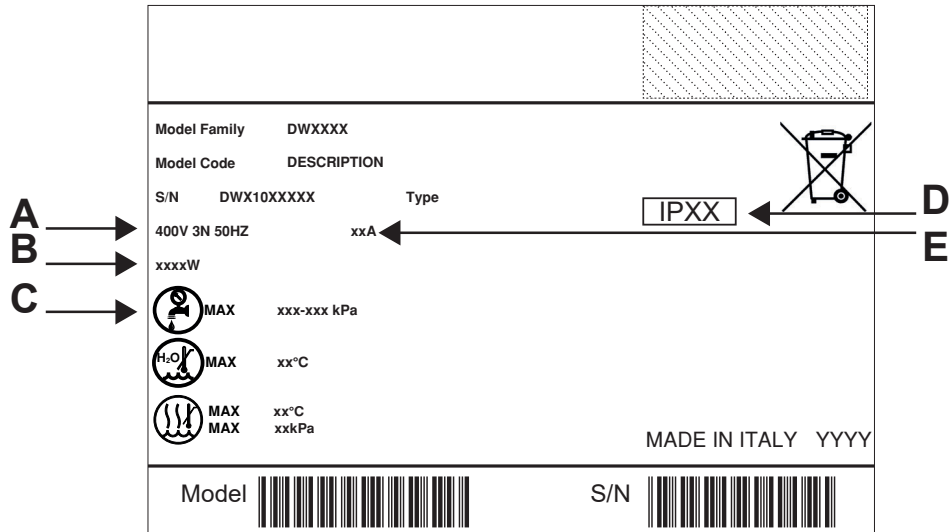 Model Family DWXXXX
Model Code DESCRIPTION
S/N DWX10XXXXX Type
IPXX D
A 400V 3N 50HZ xxA E
B xxxxW
C MAX xxx-xxx kPa
H₂O MAX xx°C
MAX xx°C
MAX xxkPa
MADE IN ITALY YYYY
Model S/N